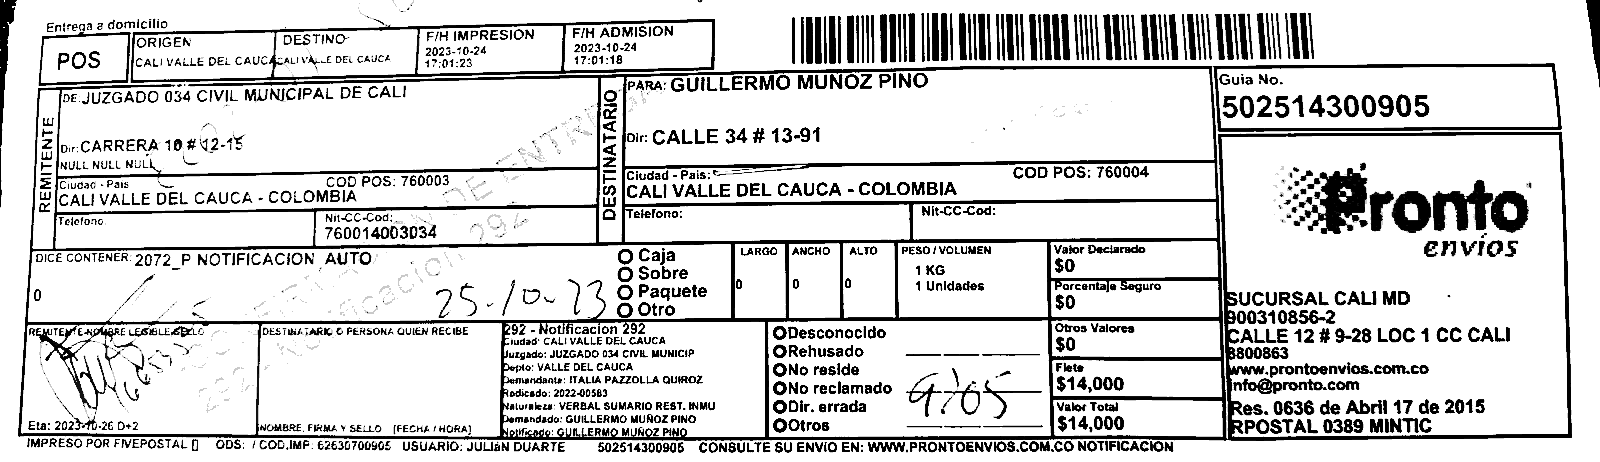 Entrega a domicilio
POS
ORIGEN
CALI VALLE DEL CAUCA
DESTINO
CALI VALLE DEL CAUCA
F/H IMPRESION
2023-10-24
17:01:23
F/H ADMISION
2023-10-24
17:01:18
REMITENTE
DE: JUZGADO 034 CIVIL MUNICIPAL DE CALI
Dir: CARRERA 10 # 12-15
NULL NULL NULL
Ciudad - Pais
COD POS: 760003
CALI VALLE DEL CAUCA - COLOMBIA
Telefono
Nit-CC-Cod:
760014003034
DESTINATARIO
PARA: GUILLERMO MUÑOZ PINO
Dir: CALLE 34 # 13-91
Ciudad - Pais:
COD POS: 760004
CALI VALLE DEL CAUCA - COLOMBIA
Telefono:
Nit-CC-Cod:
Guia No.
502514300905
Pronto
envíos
DICE CONTENER: 2072_P NOTIFICACION AUTO
0
25-10-23
Caja
Sobre
Paquete
Otro
LARGO
0
ANCHO
0
ALTO
0
PESO / VOLUMEN
1 KG
1 Unidades
Valor Declarado
$0
Porcentaje Seguro
$0
Otros Valores
$0
Flete
$14,000
Valor Total
$14,000
REMITENTE-NOMBRE LEGIBLE-SELLO
Eta: 2023-10-26 D+2
DESTINATARIO O PERSONA QUIEN RECIBE
NOMBRE, FIRMA Y SELLO [FECHA / HORA]
292 - Notificacion 292
Ciudad: CALI VALLE DEL CAUCA
Juzgado: JUZGADO 034 CIVIL MUNICIP
Depto: VALLE DEL CAUCA
Demandante: ITALIA PAZZOLLA QUIROZ
Radicado: 2022-00583
Naturaleza: VERBAL SUMARIO REST. INMU
Demandado: GUILLERMO MUÑOZ PINO
Notificado: GUILLERMO MUÑOZ PINO
Desconocido
Rehusado
No reside
No reclamado
Dir. errada
Otros
9:05
SUCURSAL CALI MD
900310856-2
CALLE 12 # 9-28 LOC 1 CC CALI
8800863
www.prontoenvios.com.co
info@pronto.com
Res. 0636 de Abril 17 de 2015
RPOSTAL 0389 MINTIC
IMPRESO POR FIVEPOSTAL [] ODS: / COD.IMP: 62630700905 USUARIO: JULIáN DUARTE 502514300905 CONSULTE SU ENVIO EN: WWW.PRONTOENVIOS.COM.CO NOTIFICACION